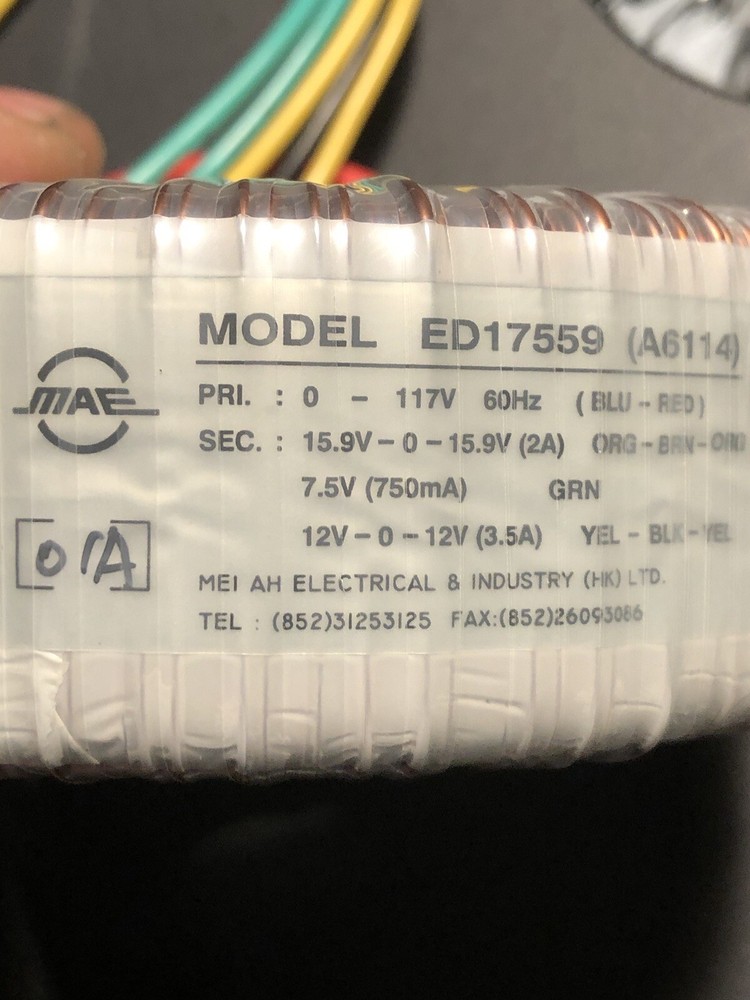 MODEL ED17559 (A6114)
MAE
PRI. : 0 - 117V 60Hz (BLU - RED)
SEC. : 15.9V - 0 - 15.9V (2A) ORG - BRN - ORG
7.5V (750mA) GRN
12V - 0 - 12V (3.5A) YEL - BLK - YEL
MEI AH ELECTRICAL & INDUSTRY (HK) LTD.
TEL : (852)31253125 FAX:(852)26093086